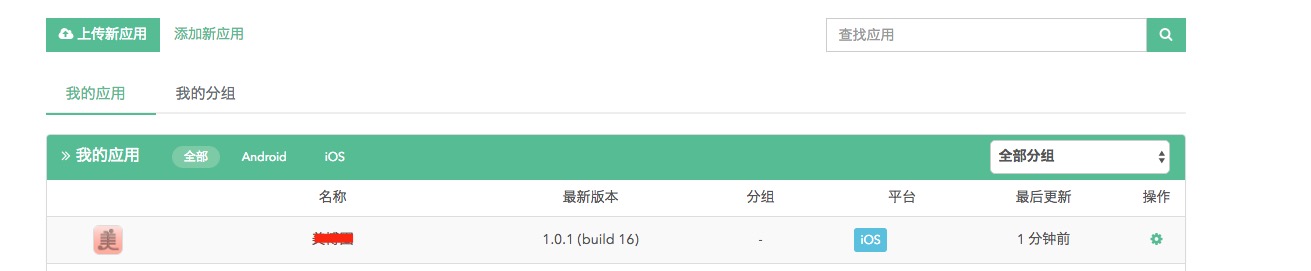 上传新应用 添加新应用 查找应用
我的应用 我的分组
» 我的应用 全部 Android iOS 全部分组
名称 最新版本 分组 平台 最后更新 操作
美 1.0.1 (build 16) - iOS 1 分钟前